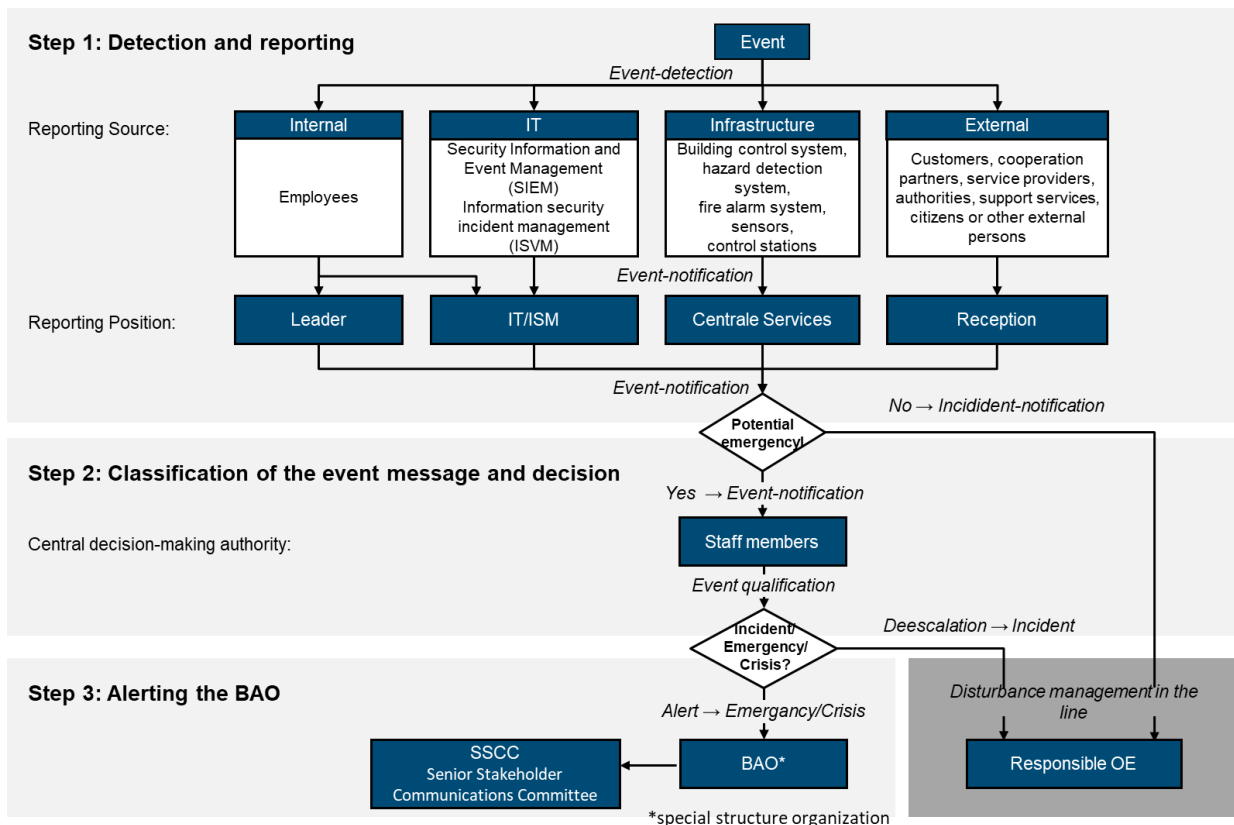 Step 1: Detection and reporting
Event
Event-detection
Reporting Source:
Internal
IT
Infrastructure
External
Employees
Security Information and
Event Management
(SIEM)
Information security
incident management
(ISVM)
Building control system,
hazard detection
system,
fire alarm system,
sensors,
control stations
Customers, cooperation
partners, service providers,
authorities, support services,
citizens or other external
persons
Event-notification
Reporting Position:
Leader
IT/ISM
Centrale Services
Reception
Event-notification
No → Incidident-notification
Potential
emergency!
Step 2: Classification of the event message and decision
Yes → Event-notification
Central decision-making authority:
Staff members
Event qualification
Incident/
Emergency/
Crisis?
Deescalation → Incident
Step 3: Alerting the BAO
Alert → Emergancy/Crisis
Disturbance management in the
line
SSCC
Senior Stakeholder
Communications Committee
BAO*
Responsible OE
*special structure organization